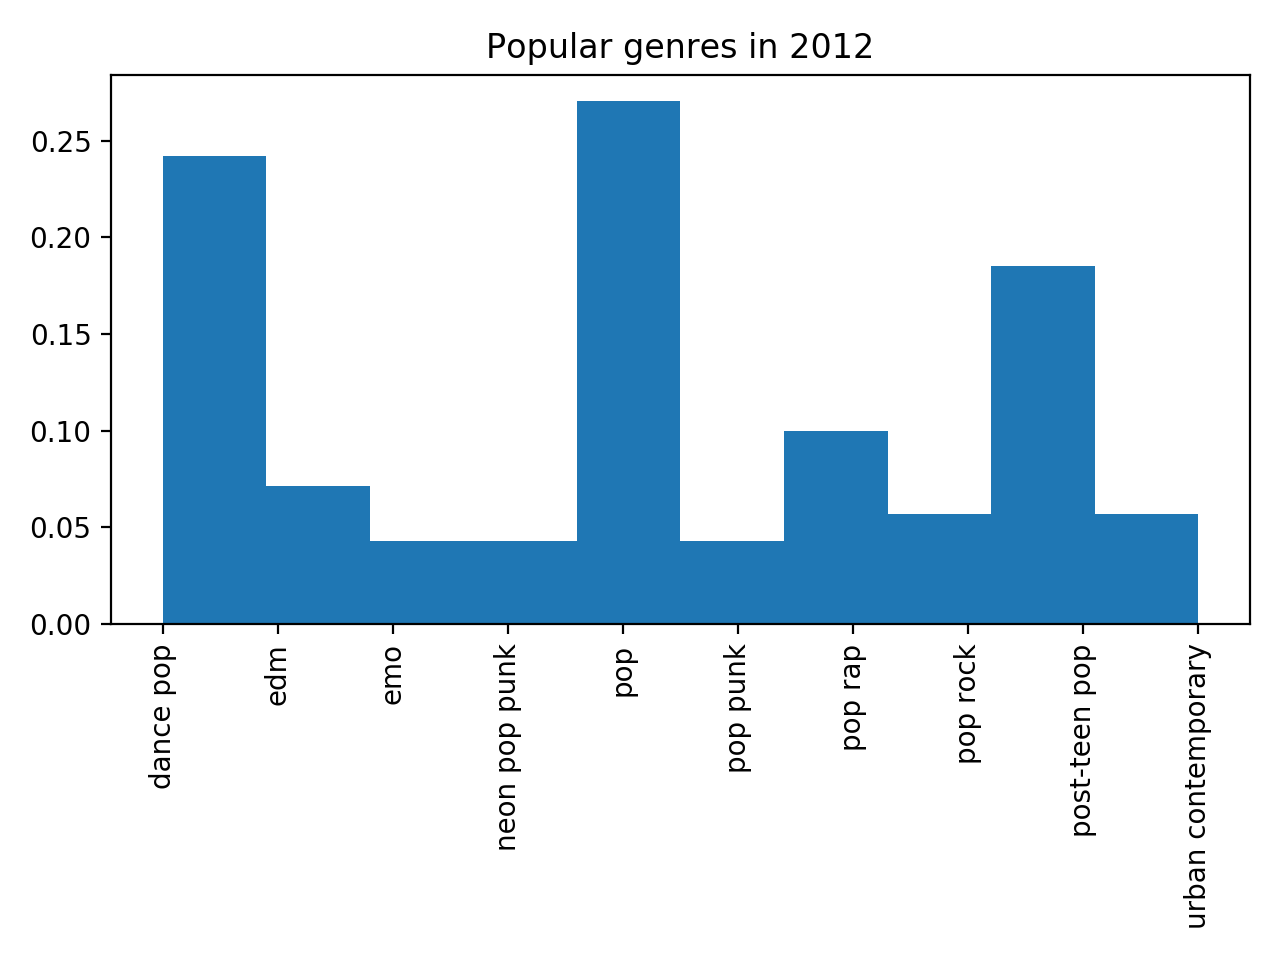 Popular genres in 2012
0.25
0.20
0.15
0.10
0.05
0.00
dance pop
edm
emo
neon pop punk
pop
pop punk
pop rap
pop rock
post-teen pop
urban contemporary